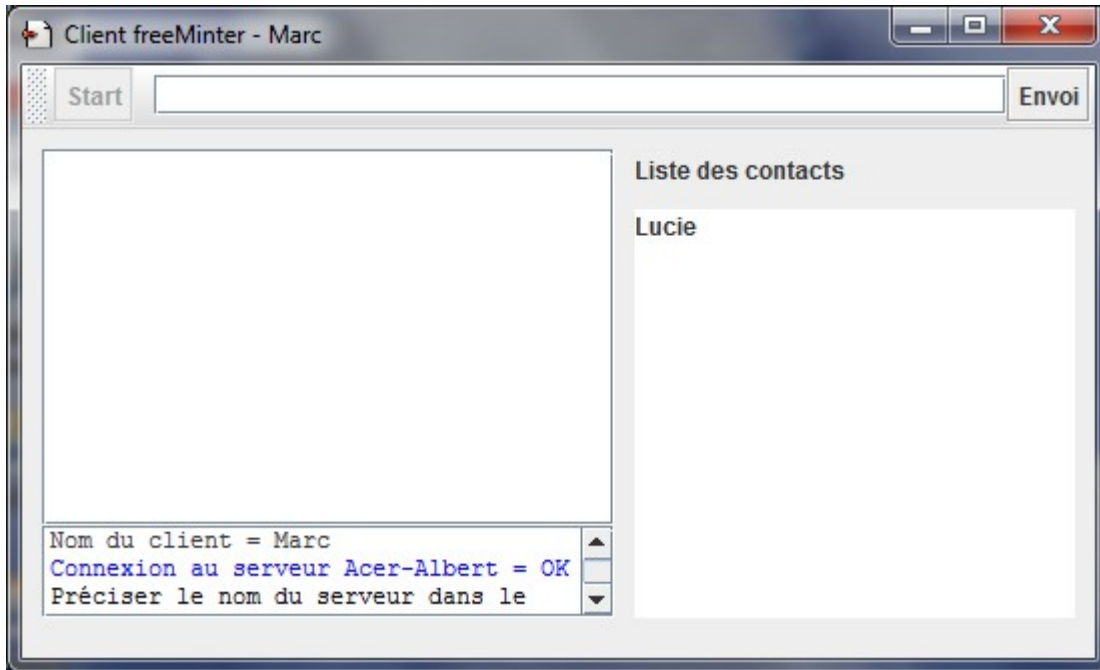 Client freeMinter - Marc
Start
Envoi
Liste des contacts
Lucie
Nom du client = Marc
Connexion au serveur Acer-Albert = OK
Préciser le nom du serveur dans le